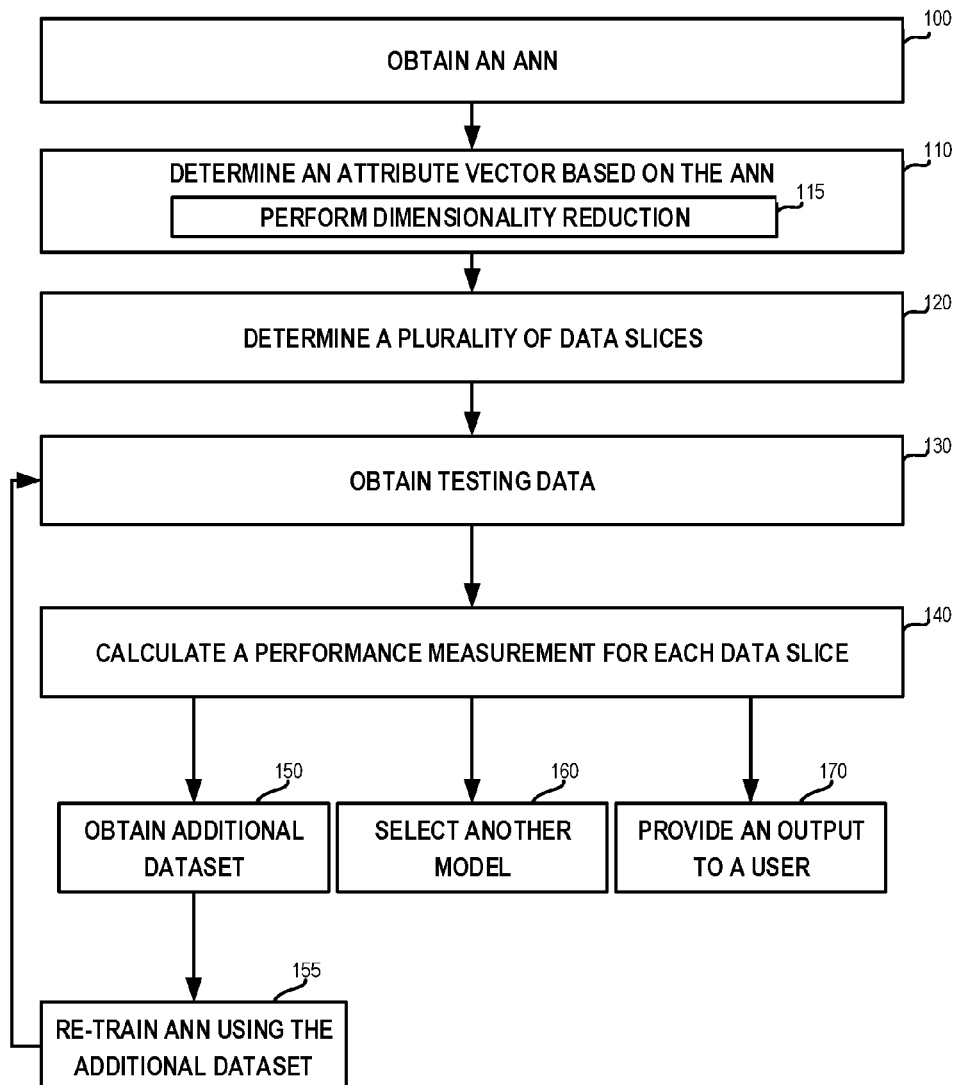 100
OBTAIN AN ANN
110
DETERMINE AN ATTRIBUTE VECTOR BASED ON THE ANN
115
PERFORM DIMENSIONALITY REDUCTION
120
DETERMINE A PLURALITY OF DATA SLICES
130
OBTAIN TESTING DATA
140
CALCULATE A PERFORMANCE MEASUREMENT FOR EACH DATA SLICE
150
OBTAIN ADDITIONAL
DATASET
160
SELECT ANOTHER
MODEL
170
PROVIDE AN OUTPUT
TO A USER
155
RE-TRAIN ANN USING THE
ADDITIONAL DATASET